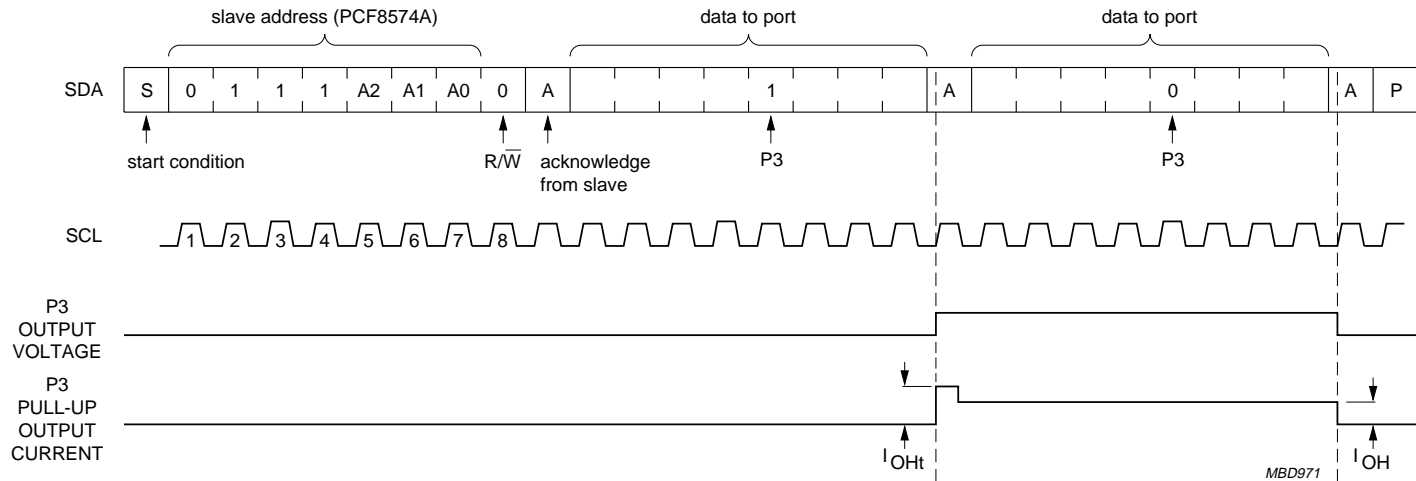 slave address (PCF8574A) data to port data to port
SDA S 0 1 1 1 A2 A1 A0 0 A 1 A 0 A P
start condition R/W̅ acknowledge from slave P3 P3
SCL 1 2 3 4 5 6 7 8
P3
OUTPUT
VOLTAGE
P3
PULL-UP
OUTPUT
CURRENT
I OHt I OH
MBD971